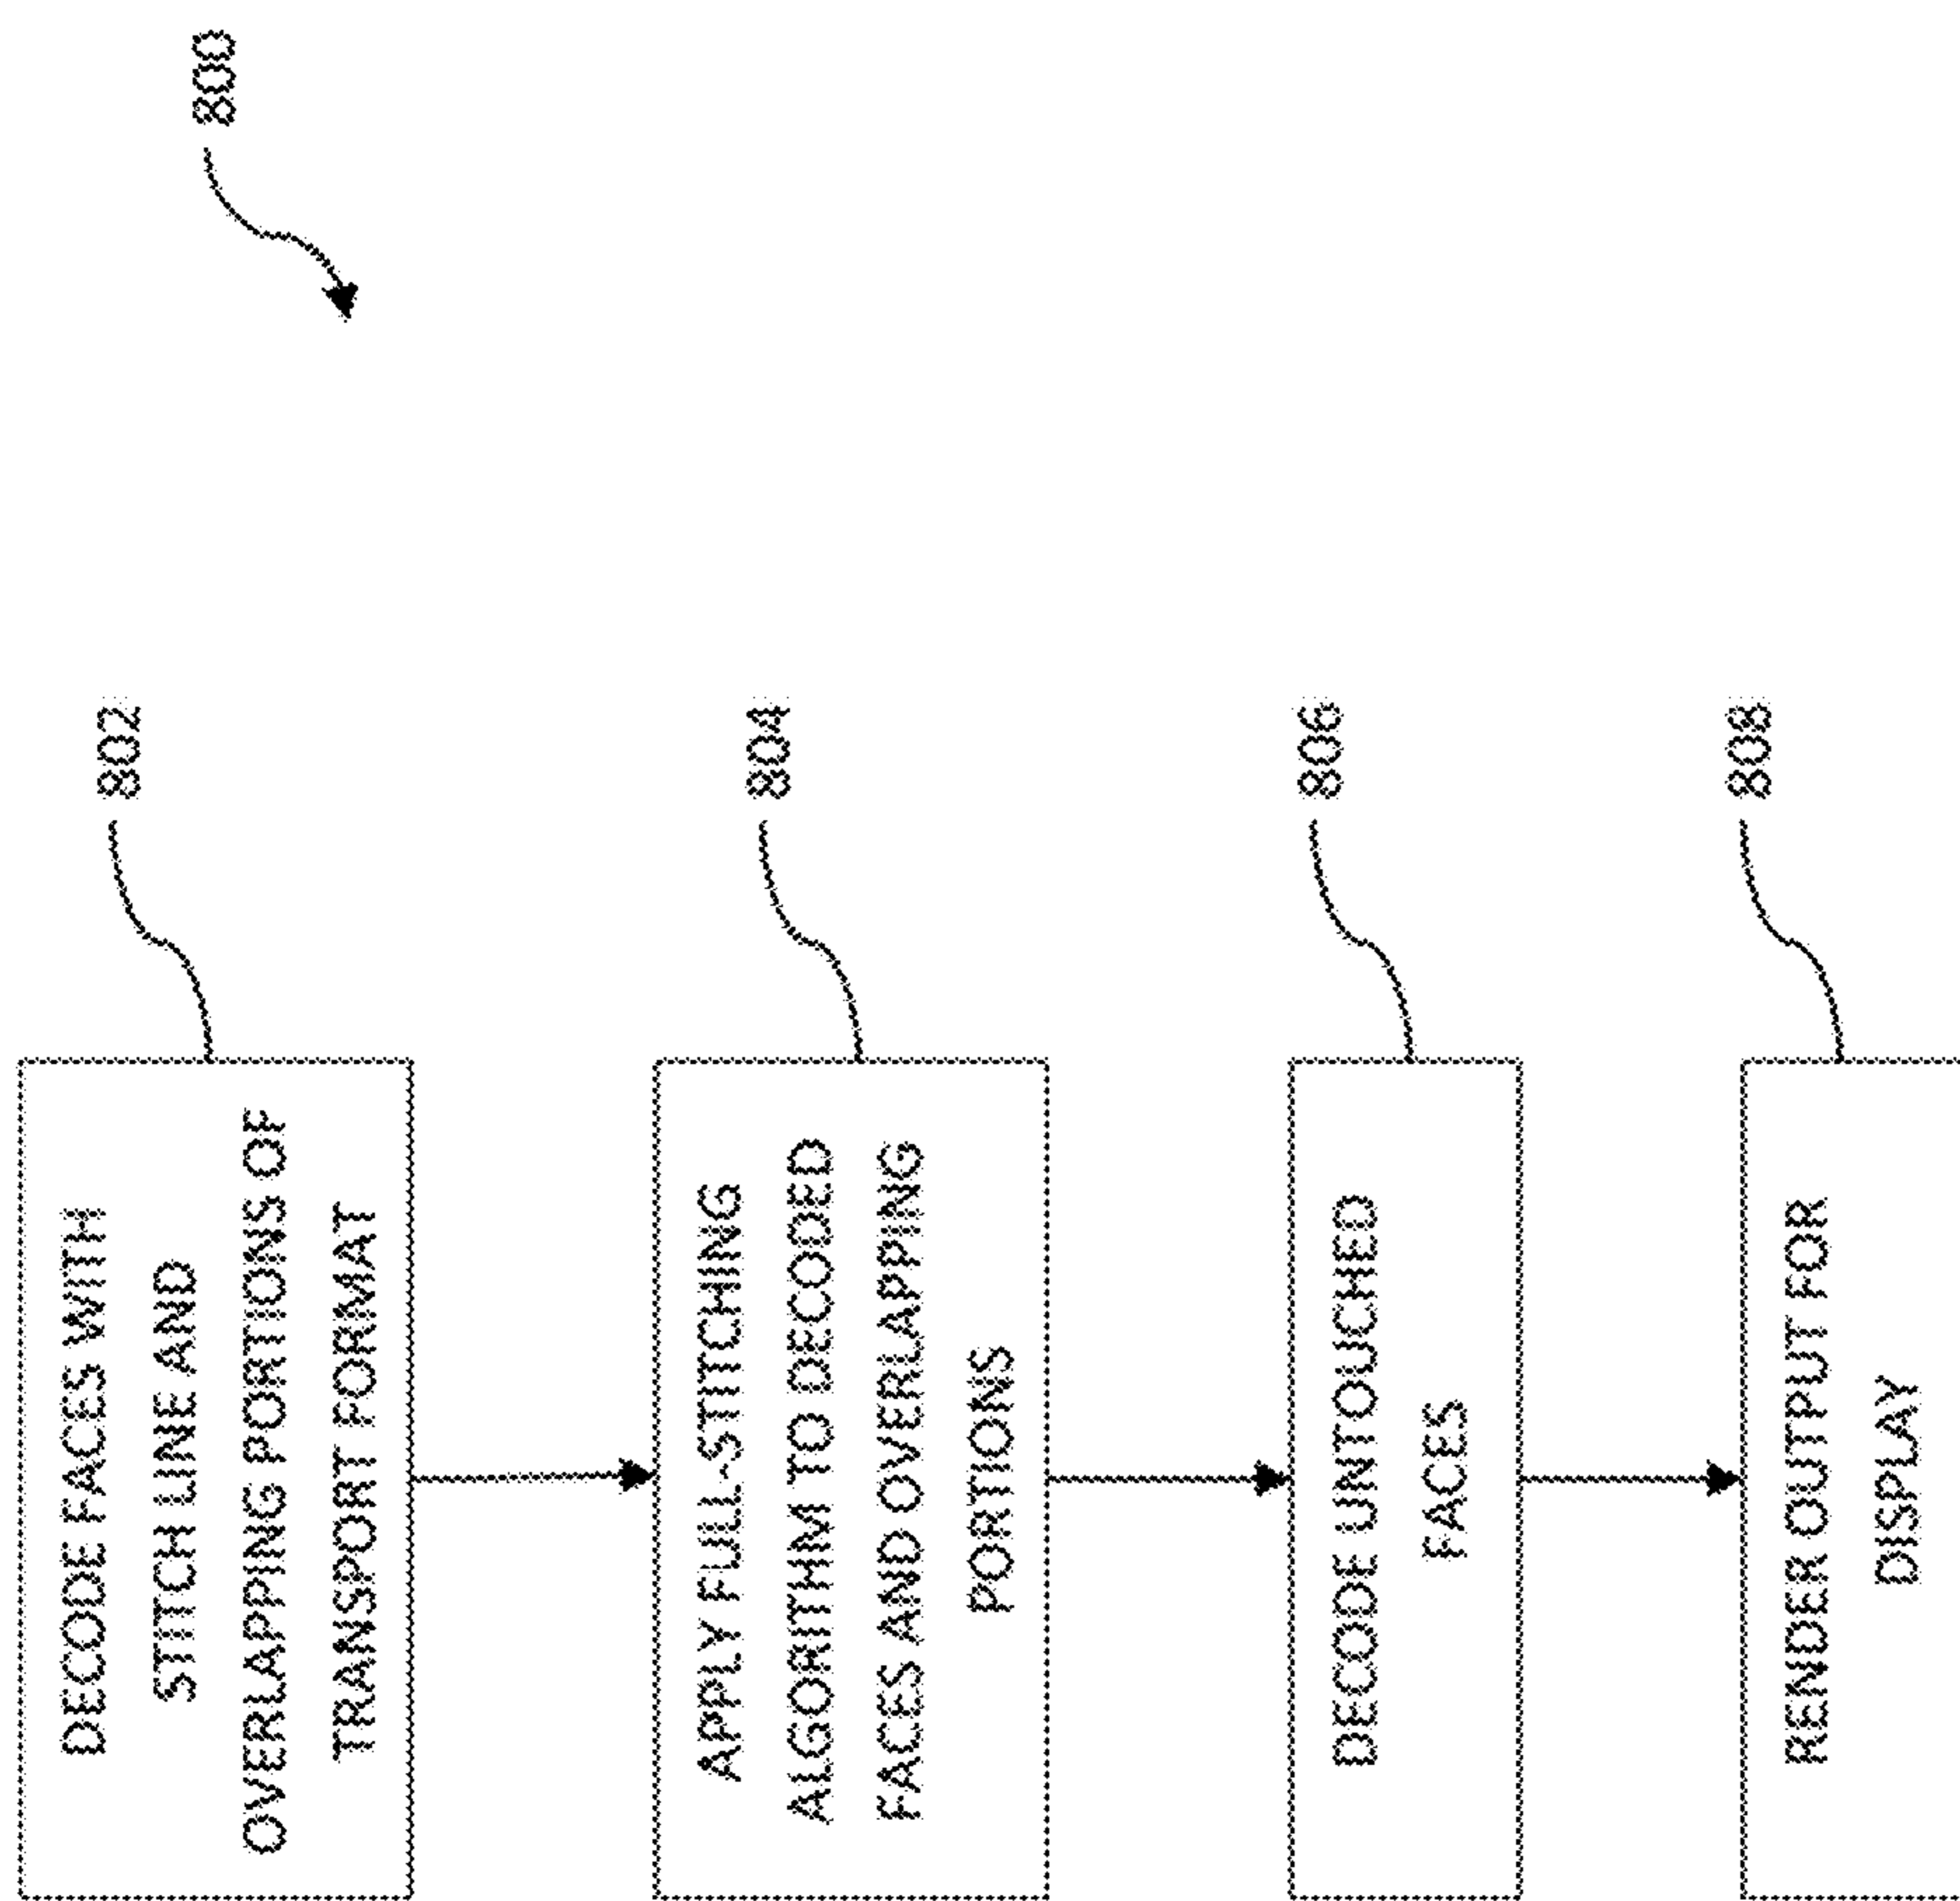 800
802
DECODE FACES WITH
STITCH LINE AND
OVERLAPPING PORTIONS OF
TRANSPORT FORMAT
804
APPLY FULL-STITCHING
ALGORITHM TO DECODED
FACES AND OVERLAPPING
PORTIONS
806
DECODE UNTOUCHED
FACES
808
RENDER OUTPUT FOR
DISPLAY